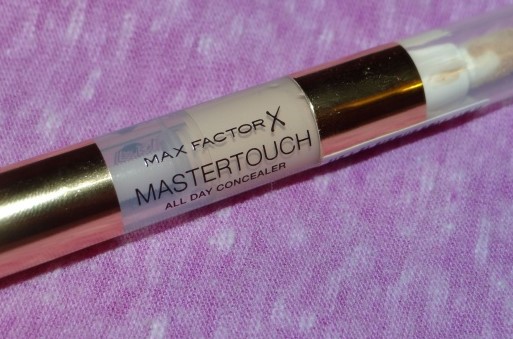 MAX FACTOR X
MASTERTOUCH
ALL DAY CONCEALER